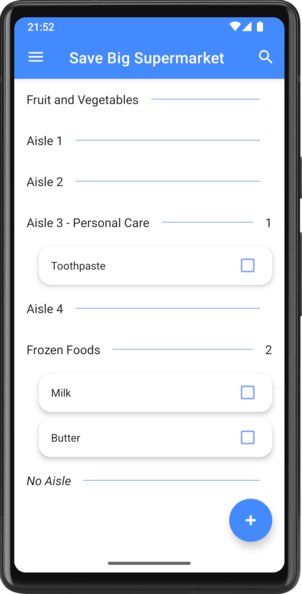 21:52
Save Big Supermarket
Fruit and Vegetables
Aisle 1
Aisle 2
Aisle 3 - Personal Care 1
Toothpaste
Aisle 4
Frozen Foods 2
Milk
Butter
No Aisle
+